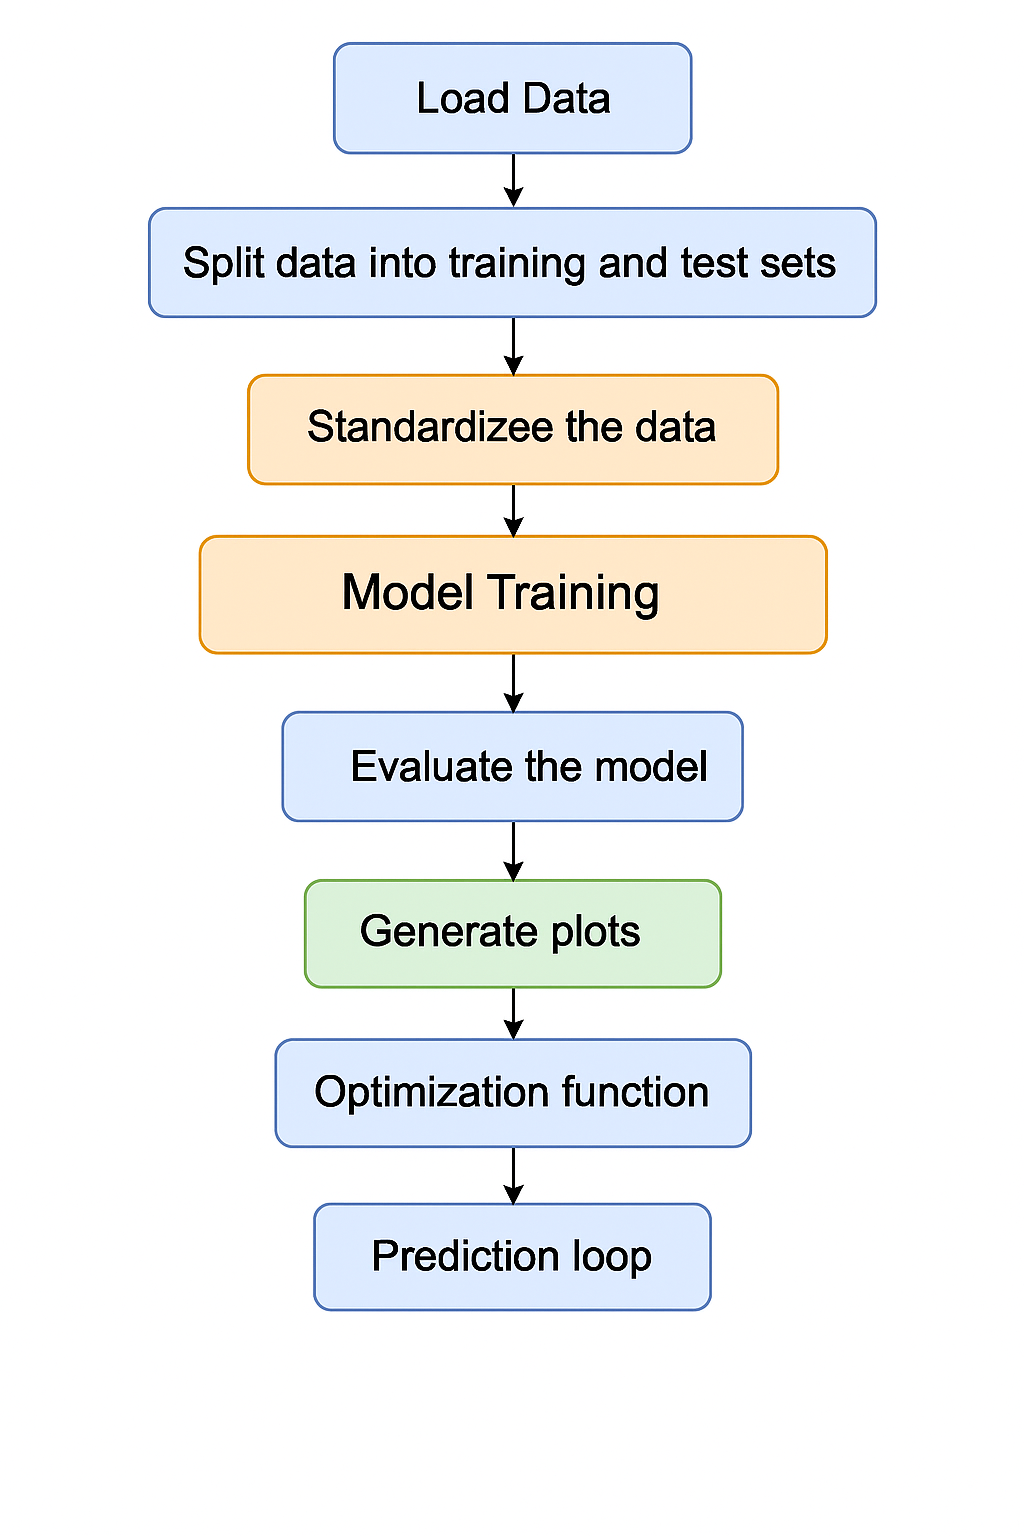 Load Data
Split data into training and test sets
Standardizee the data
Model Training
Evaluate the model
Generate plots
Optimization function
Prediction loop